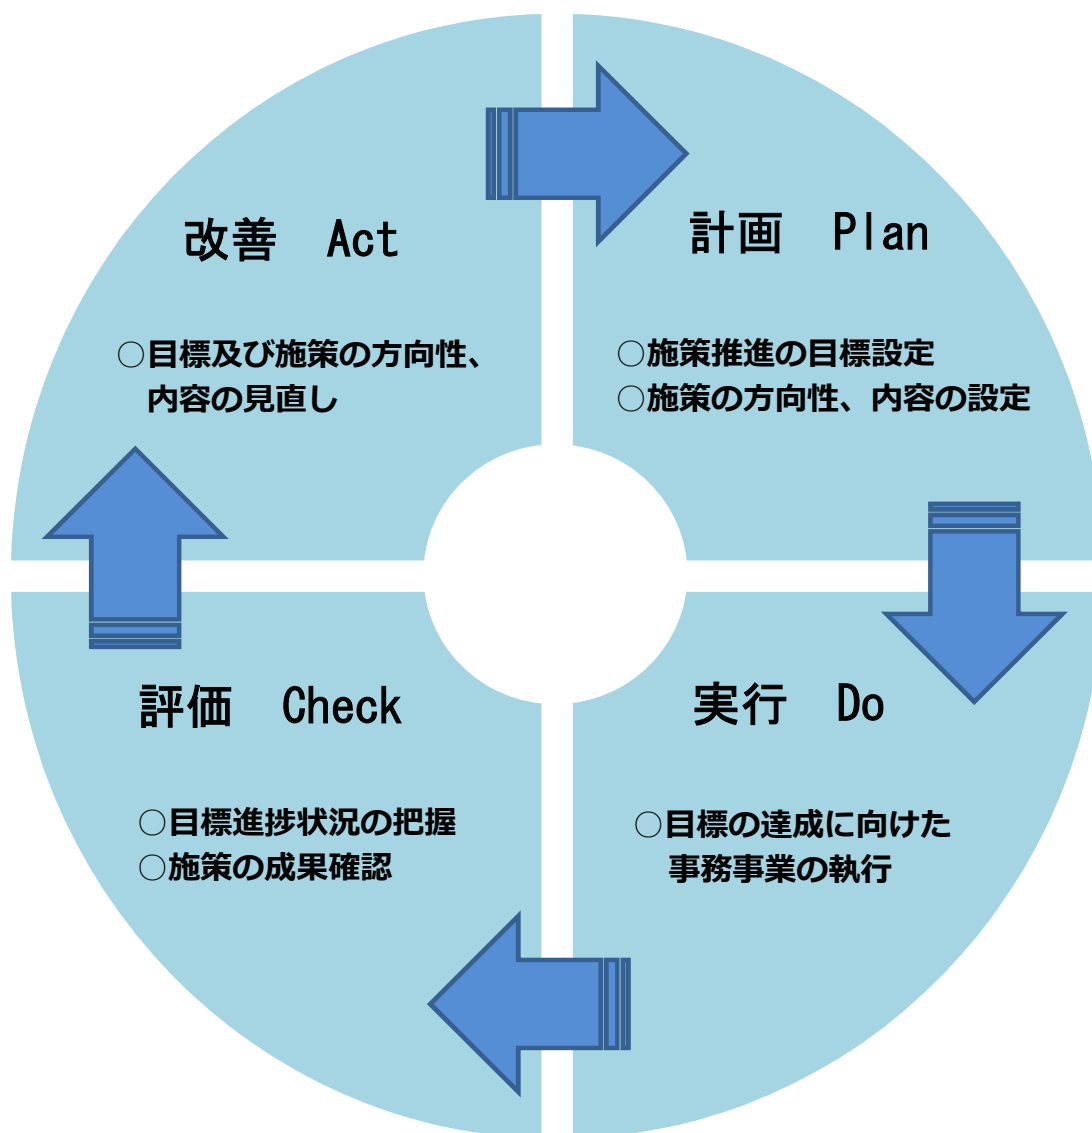 改善　Act
○目標及び施策の方向性、
内容の見直し
計画　Plan
○施策推進の目標設定
○施策の方向性、内容の設定
評価　Check
○目標進捗状況の把握
○施策の成果確認
実行　Do
○目標の達成に向けた
事務事業の執行